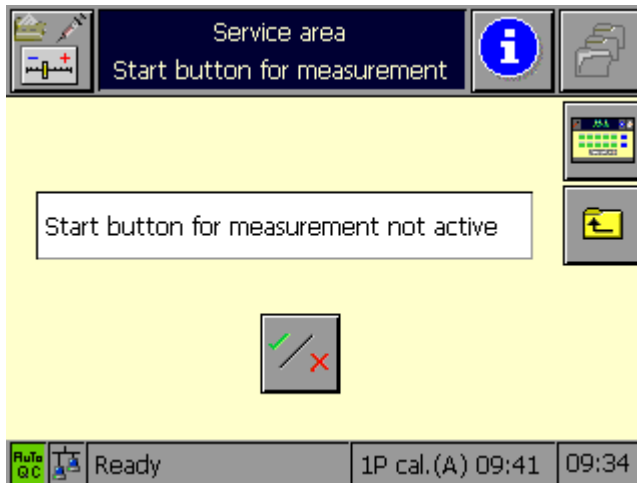 Service area
Start button for measurement
Start button for measurement not active
AuTo
QC
Ready
1P cal.(A) 09:41
09:34